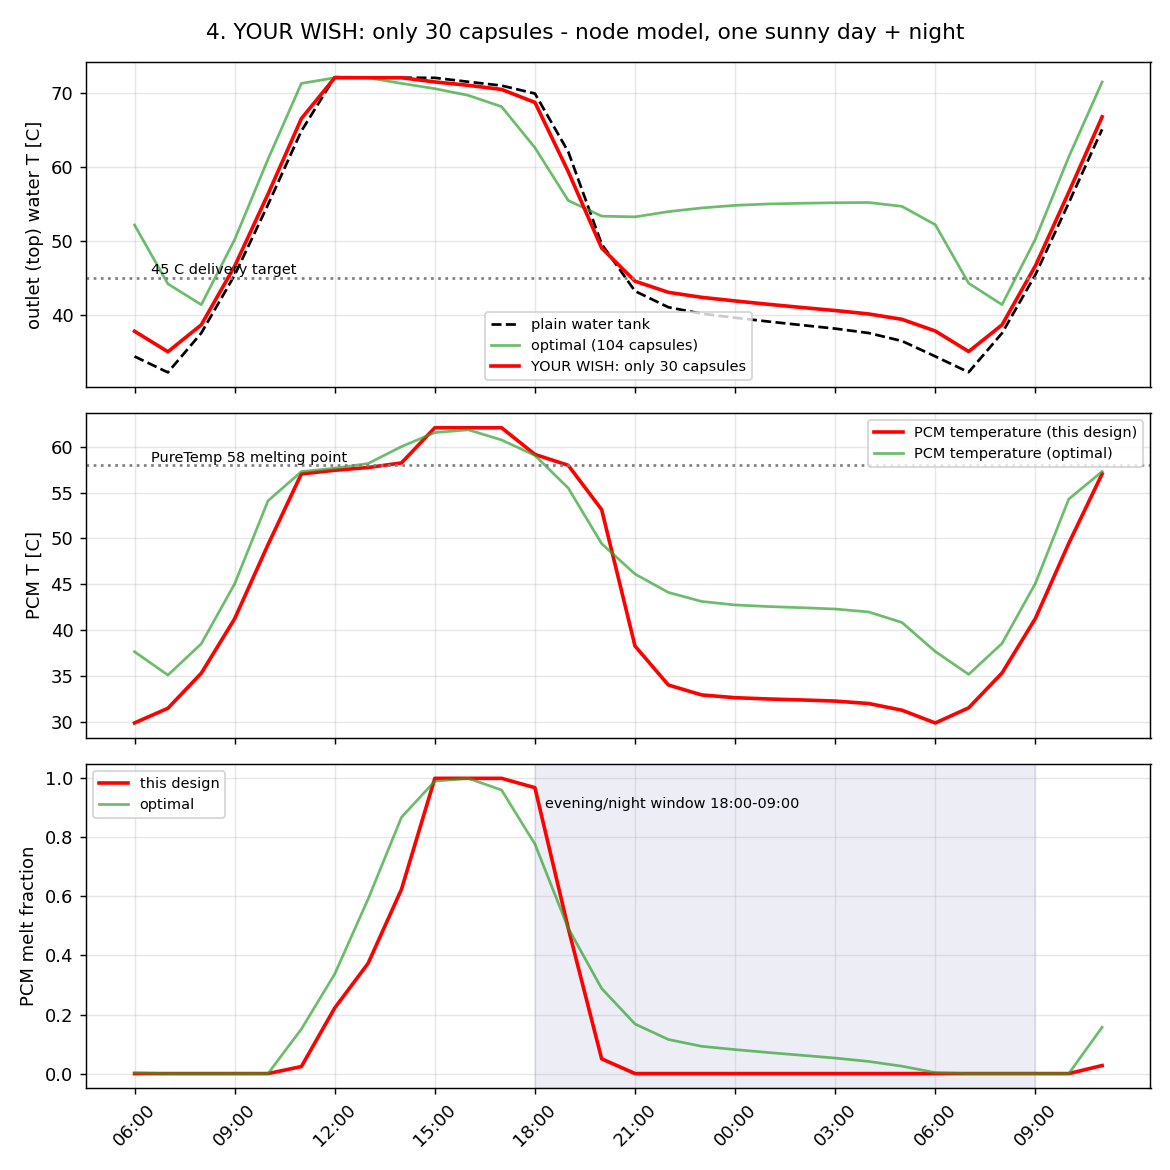 4. YOUR WISH: only 30 capsules - node model, one sunny day + night
outlet (top) water T [C]
70
60
50
40
45 C delivery target
plain water tank
optimal (104 capsules)
YOUR WISH: only 30 capsules
PCM T [C]
60
55
50
45
40
35
30
PureTemp 58 melting point
PCM temperature (this design)
PCM temperature (optimal)
PCM melt fraction
1.0
0.8
0.6
0.4
0.2
0.0
this design
optimal
evening/night window 18:00-09:00
06:00
09:00
12:00
15:00
18:00
21:00
00:00
03:00
06:00
09:00